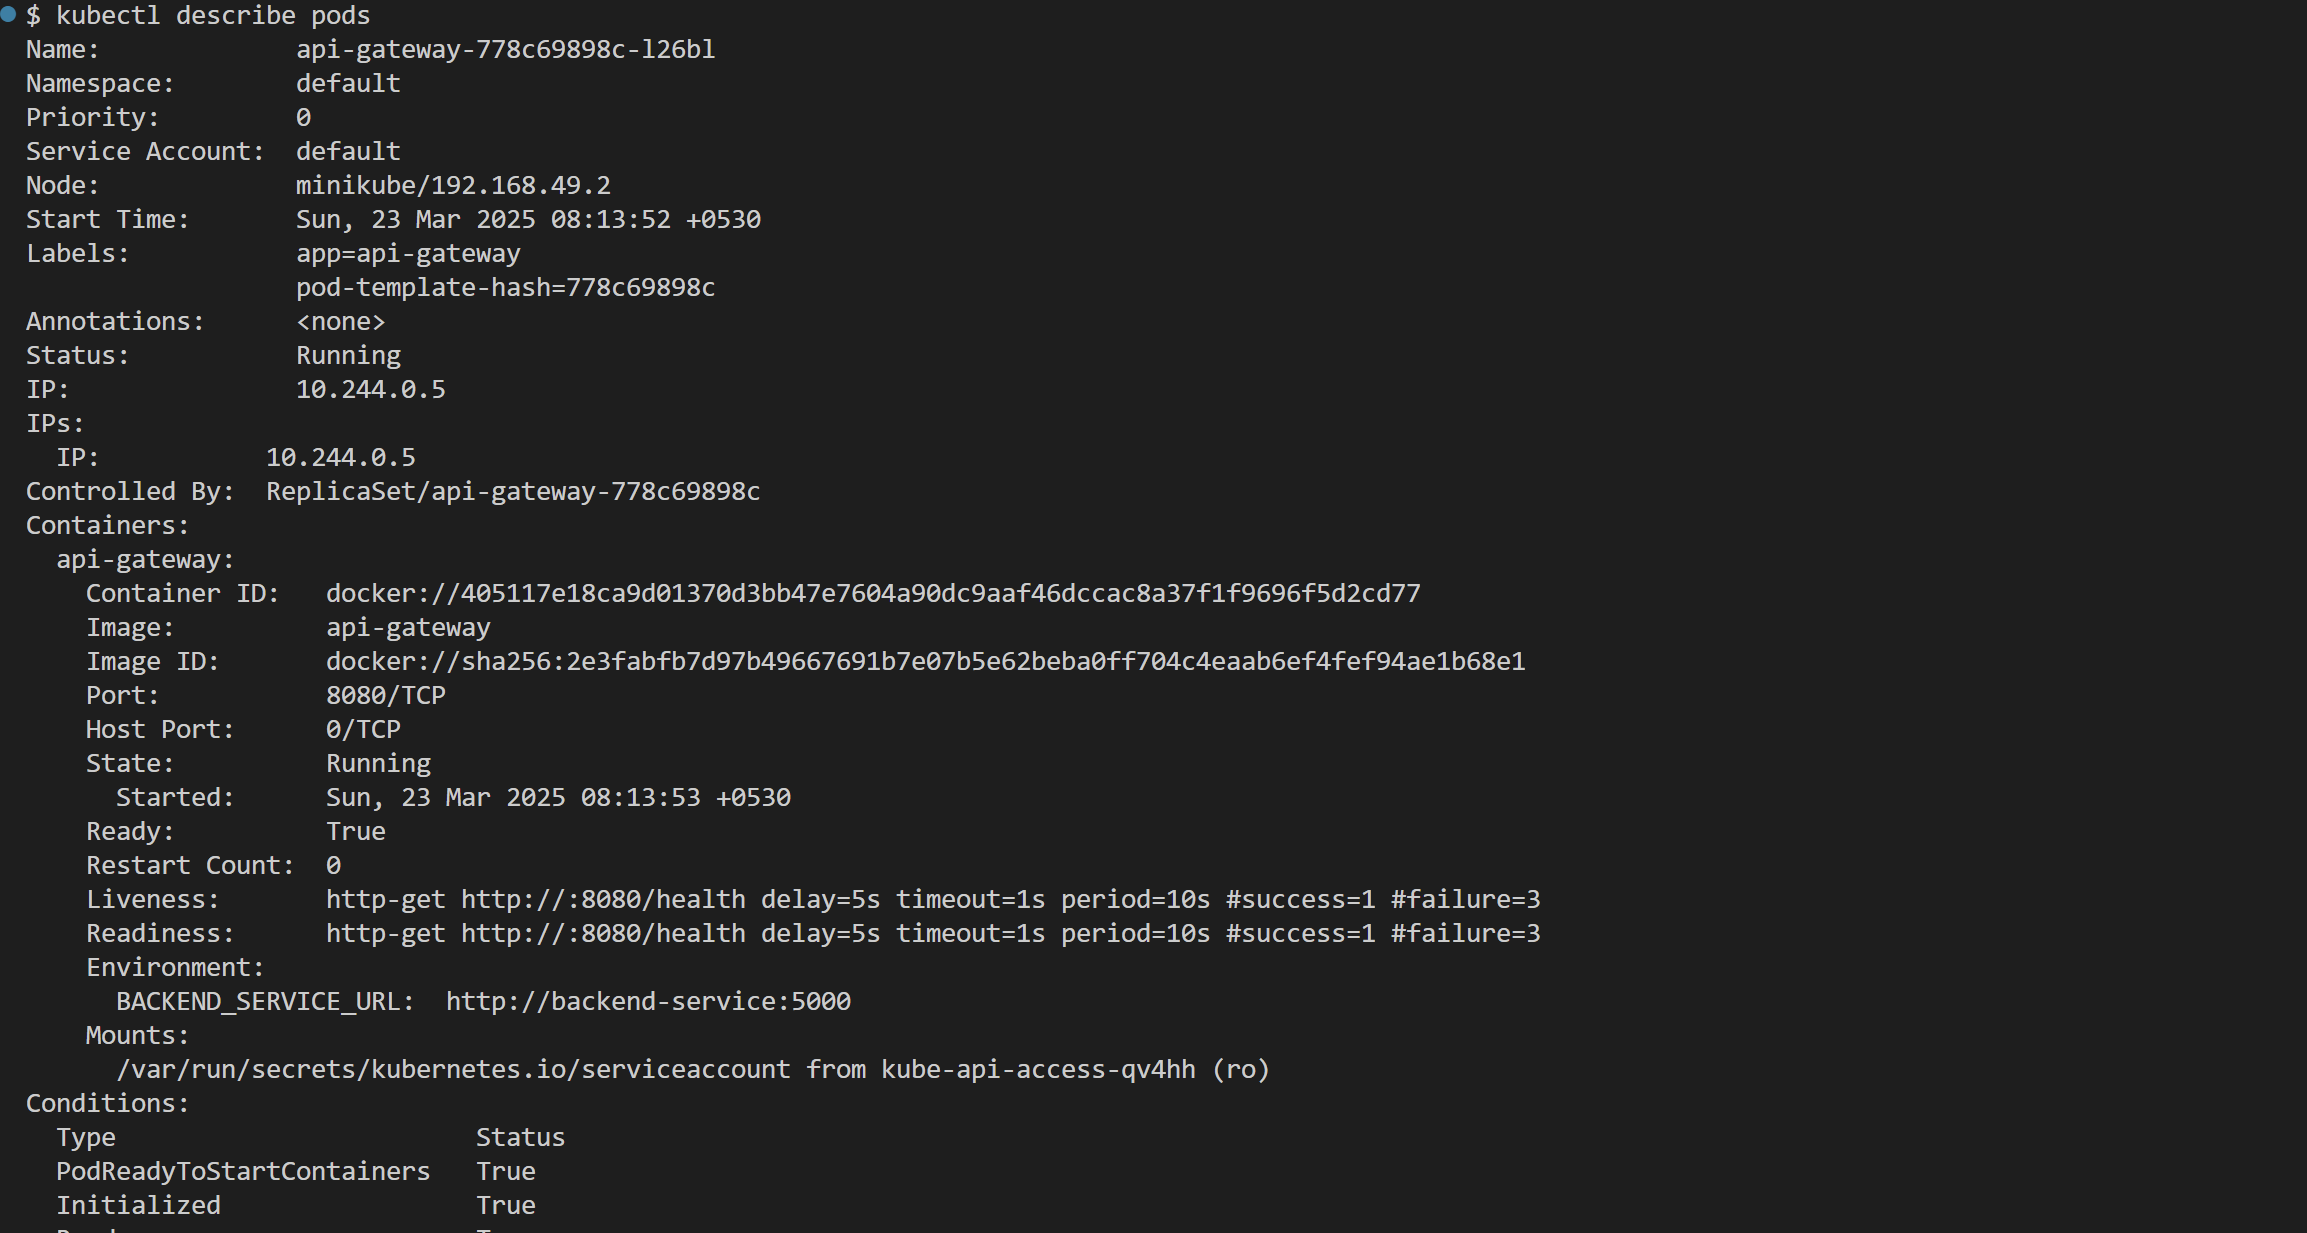 $ kubectl describe pods
Name:             api-gateway-778c69898c-l26bl
Namespace:        default
Priority:         0
Service Account:  default
Node:             minikube/192.168.49.2
Start Time:       Sun, 23 Mar 2025 08:13:52 +0530
Labels:           app=api-gateway
                  pod-template-hash=778c69898c
Annotations:      <none>
Status:           Running
IP:               10.244.0.5
IPs:
  IP:           10.244.0.5
Controlled By:  ReplicaSet/api-gateway-778c69898c
Containers:
  api-gateway:
    Container ID:   docker://405117e18ca9d01370d3bb47e7604a90dc9aaf46dccac8a37f1f9696f5d2cd77
    Image:          api-gateway
    Image ID:       docker://sha256:2e3fabfb7d97b49667691b7e07b5e62beba0ff704c4eaab6ef4fef94ae1b68e1
    Port:           8080/TCP
    Host Port:      0/TCP
    State:          Running
      Started:      Sun, 23 Mar 2025 08:13:53 +0530
    Ready:          True
    Restart Count:  0
    Liveness:       http-get http://:8080/health delay=5s timeout=1s period=10s #success=1 #failure=3
    Readiness:      http-get http://:8080/health delay=5s timeout=1s period=10s #success=1 #failure=3
    Environment:
      BACKEND_SERVICE_URL:  http://backend-service:5000
    Mounts:
      /var/run/secrets/kubernetes.io/serviceaccount from kube-api-access-qv4hh (ro)
Conditions:
  Type                        Status
  PodReadyToStartContainers   True
  Initialized                 True